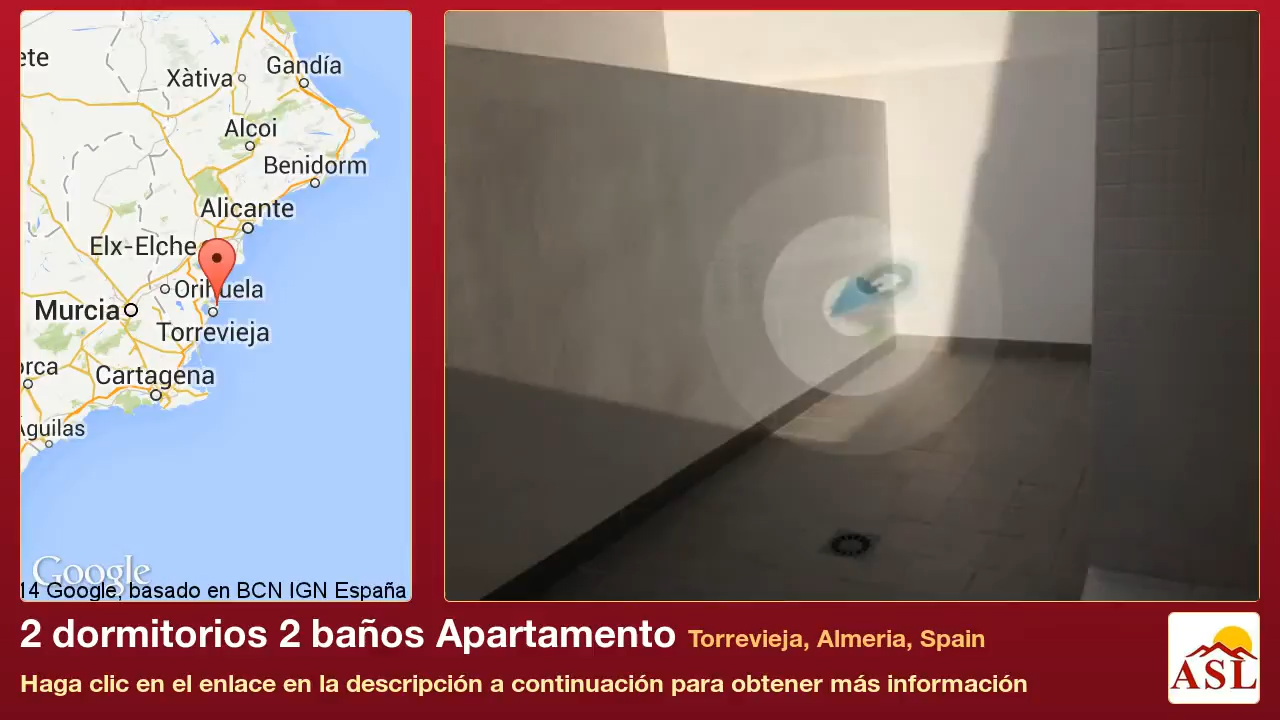 ete
Xàtiva
Gandía
Alcoi
Benidorm
Alicante
Elx-Elche
Orihuela
Murcia
Torrevieja
orca
Cartagena
Águilas
Google
14 Google, basado en BCN IGN España
2 dormitorios 2 baños Apartamento Torrevieja, Almeria, Spain
Haga clic en el enlace en la descripción a continuación para obtener más información
ASL